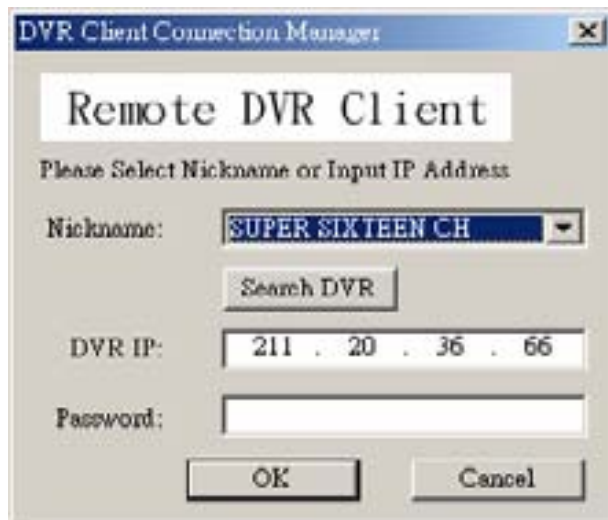 DVR Client Connection Manager
Remote DVR Client
Please Select Nickname or Input IP Address
Nickname: SUPER SIXTEEN CH
Search DVR
DVR IP: 211 . 20 . 36 . 66
Password:
OK Cancel